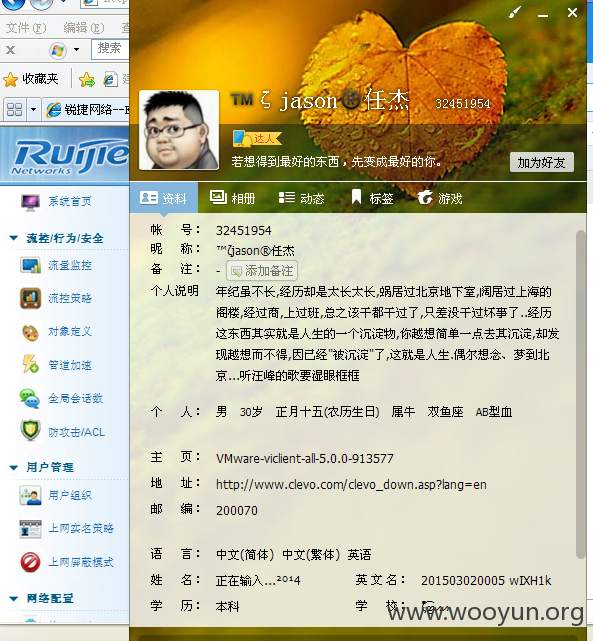 文件(F) 编辑(E) 查
搜索
收藏夹 建
锐捷网络--E
Ruijie
Networks
系统首页
流控/行为/安全
流量监控
流控策略
对象定义
管道加速
全局会话数
防攻击/ACL
用户管理
用户组织
上网实名策略
上网屏蔽模式
网络配置
™ζ jason®任杰 32451954
达人
若想得到最好的东西，先变成最好的你。 加为好友
资料 相册 动态 标签 游戏
帐 号： 32451954
昵 称： ™ζjason®任杰
备 注： - 添加备注
个人说明 年纪虽不长,经历却是太长太长,蜗居过北京地下室,阔居过上海的
阁楼,经过商,上过班,总之该干都干过了,只差没干过坏事了..经历
这东西其实就是人生的一个沉淀物,你越想简单一点去其沉淀,却发
现越想而不得,因已经"被沉淀"了,这就是人生.偶尔想念、梦到北
京...听汪峰的歌要湿眼框框
个 人： 男 30岁 正月十五(农历生日) 属牛 双鱼座 AB型血
主 页： VMware-viclient-all-5.0.0-913577
地 址： http://www.clevo.com/clevo_down.asp?lang=en
邮 编： 200070
语 言： 中文(简体) 中文(繁体) 英语
姓 名： 正在输入...²⁰¹4 英文名： 201503020005 wIXH1k
学 历： 本科 学 校：
www.wooyun.org